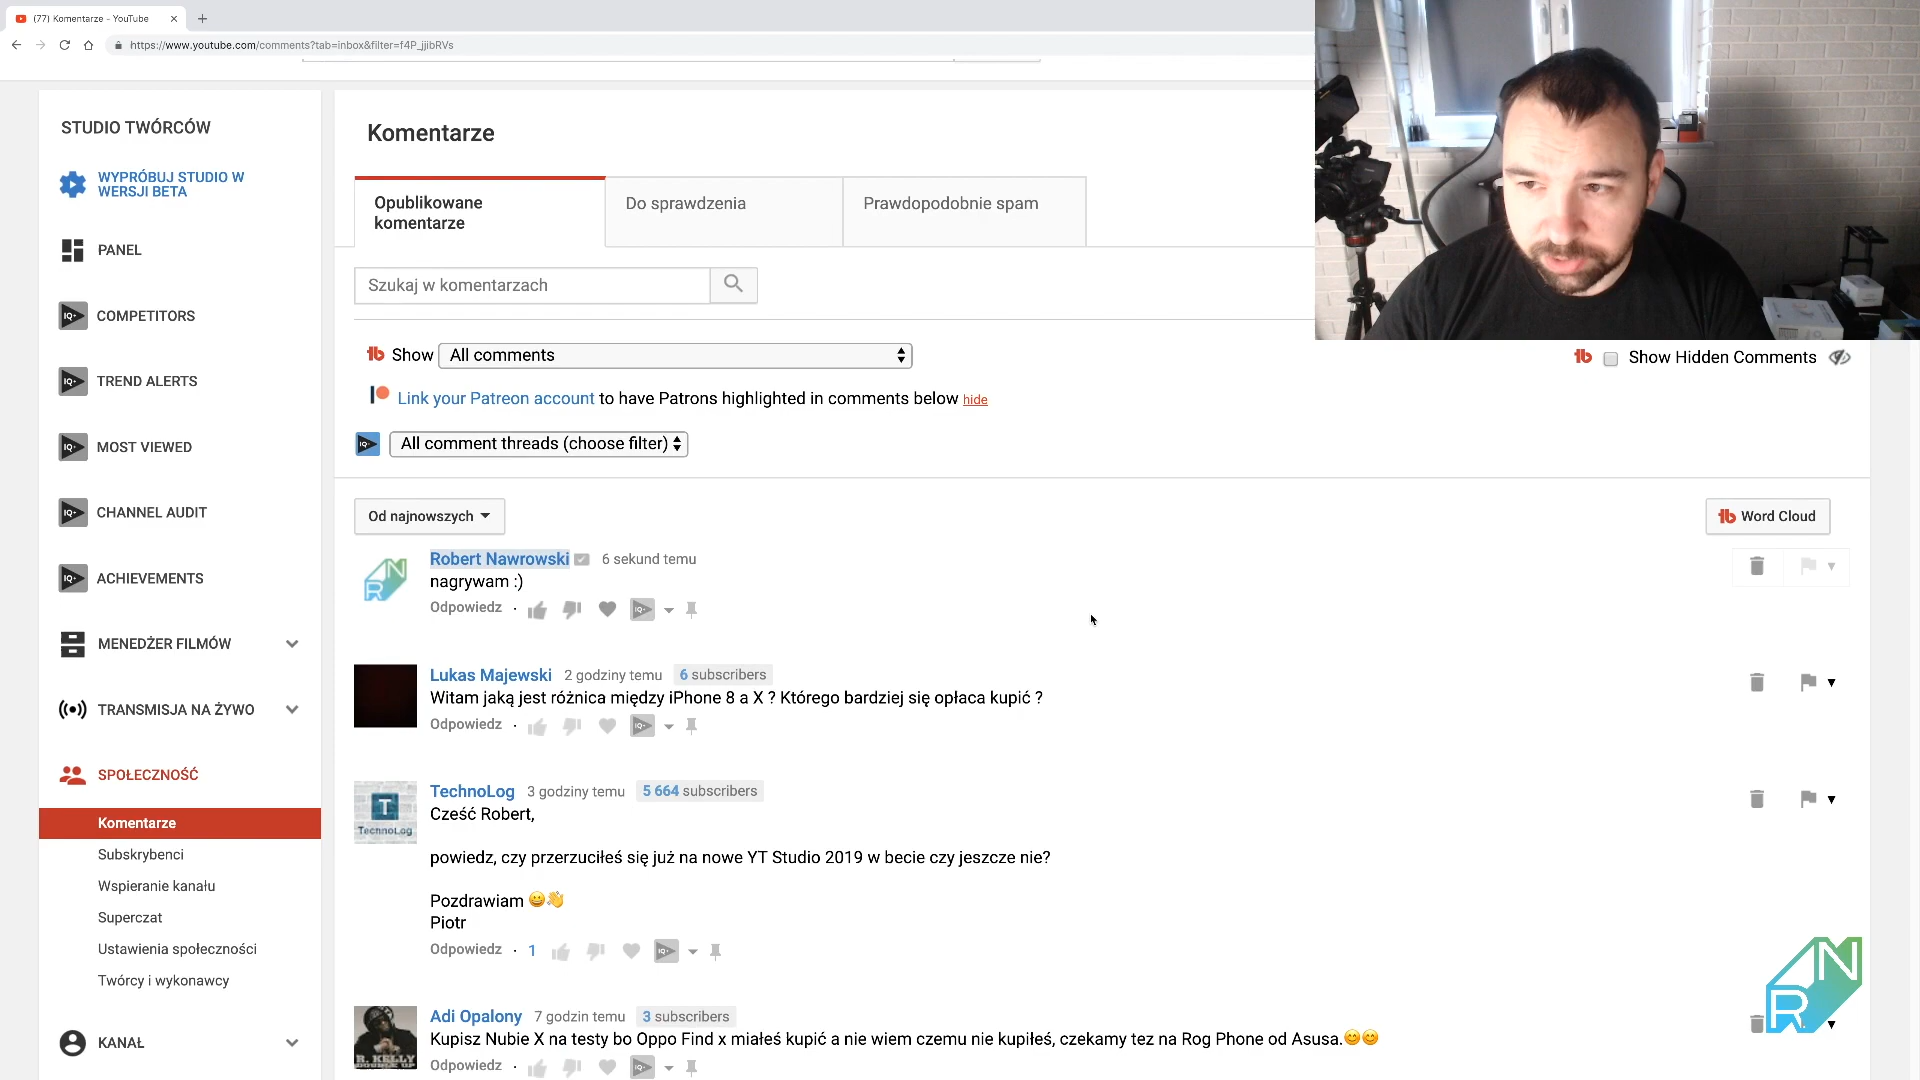 (77) Komentarze - YouTube
https://www.youtube.com/comments?tab=inbox&filter=f4P_jjibRVs
STUDIO TWÓRCÓW
WYPRÓBUJ STUDIO W
WERSJI BETA
PANEL
COMPETITORS
TREND ALERTS
MOST VIEWED
CHANNEL AUDIT
ACHIEVEMENTS
MENEDŻER FILMÓW
TRANSMISJA NA ŻYWO
SPOŁECZNOŚĆ
Komentarze
Subskrybenci
Wspieranie kanału
Superczat
Ustawienia społeczności
Twórcy i wykonawcy
KANAŁ
Komentarze
Opublikowane
komentarze
Do sprawdzenia
Prawdopodobnie spam
Szukaj w komentarzach
Show All comments
Show Hidden Comments
Link your Patreon account to have Patrons highlighted in comments below hide
All comment threads (choose filter)
Od najnowszych
Word Cloud
Robert Nawrowski 6 sekund temu
nagrywam :)
Odpowiedz
Lukas Majewski 2 godziny temu 6 subscribers
Witam jaką jest różnica między iPhone 8 a X ? Którego bardziej się opłaca kupić ?
Odpowiedz
TechnoLog 3 godziny temu 5 664 subscribers
Cześć Robert,
powiedz, czy przerzuciłeś się już na nowe YT Studio 2019 w becie czy jeszcze nie?
Pozdrawiam 😀👋
Piotr
Odpowiedz · 1
T
TechnoLog
Adi Opalony 7 godzin temu 3 subscribers
Kupisz Nubie X na testy bo Oppo Find x miałeś kupić a nie wiem czemu nie kupiłeś, czekamy tez na Rog Phone od Asusa.😊😊
Odpowiedz
R. KELLY
DOUBLE UP
RN